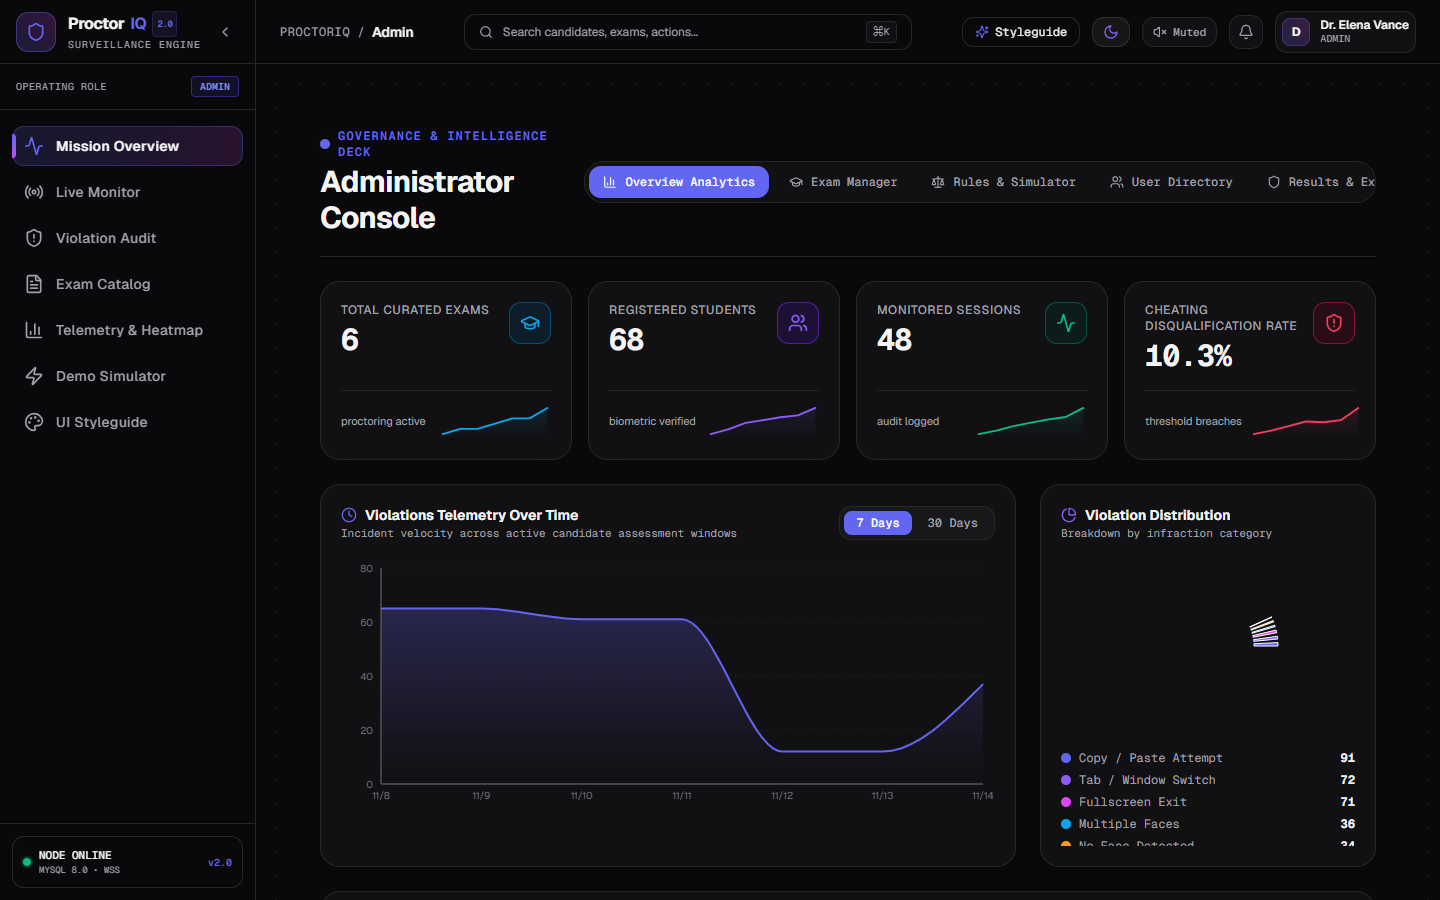 Proctor IQ 2.0
SURVEILLANCE ENGINE
PROCTORIQ / Admin
Search candidates, exams, actions...
⌘K
Styleguide
Muted
D
Dr. Elena Vance
ADMIN
OPERATING ROLE
ADMIN
Mission Overview
Live Monitor
Violation Audit
Exam Catalog
Telemetry & Heatmap
Demo Simulator
UI Styleguide
NODE ONLINE
MYSQL 8.0 • WSS
v2.0
GOVERNANCE & INTELLIGENCE
DECK
Administrator
Console
Overview Analytics
Exam Manager
Rules & Simulator
User Directory
Results & Ex
TOTAL CURATED EXAMS
6
proctoring active
REGISTERED STUDENTS
68
biometric verified
MONITORED SESSIONS
48
audit logged
CHEATING
DISQUALIFICATION RATE
10.3%
threshold breaches
Violations Telemetry Over Time
Incident velocity across active candidate assessment windows
7 Days
30 Days
80
60
40
20
0
11/8
11/9
11/10
11/11
11/12
11/13
11/14
Violation Distribution
Breakdown by infraction category
Copy / Paste Attempt 91
Tab / Window Switch 72
Fullscreen Exit 71
Multiple Faces 36
No Face Detected 34